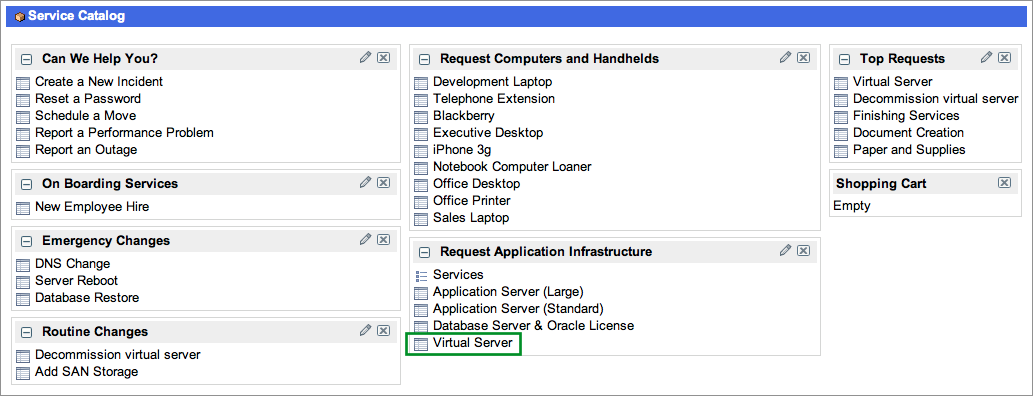 Service Catalog
Can We Help You?
Create a New Incident
Reset a Password
Schedule a Move
Report a Performance Problem
Report an Outage
On Boarding Services
New Employee Hire
Emergency Changes
DNS Change
Server Reboot
Database Restore
Routine Changes
Decommission virtual server
Add SAN Storage
Request Computers and Handhelds
Development Laptop
Telephone Extension
Blackberry
Executive Desktop
iPhone 3g
Notebook Computer Loaner
Office Desktop
Office Printer
Sales Laptop
Request Application Infrastructure
Services
Application Server (Large)
Application Server (Standard)
Database Server & Oracle License
Virtual Server
Top Requests
Virtual Server
Decommission virtual server
Finishing Services
Document Creation
Paper and Supplies
Shopping Cart
Empty